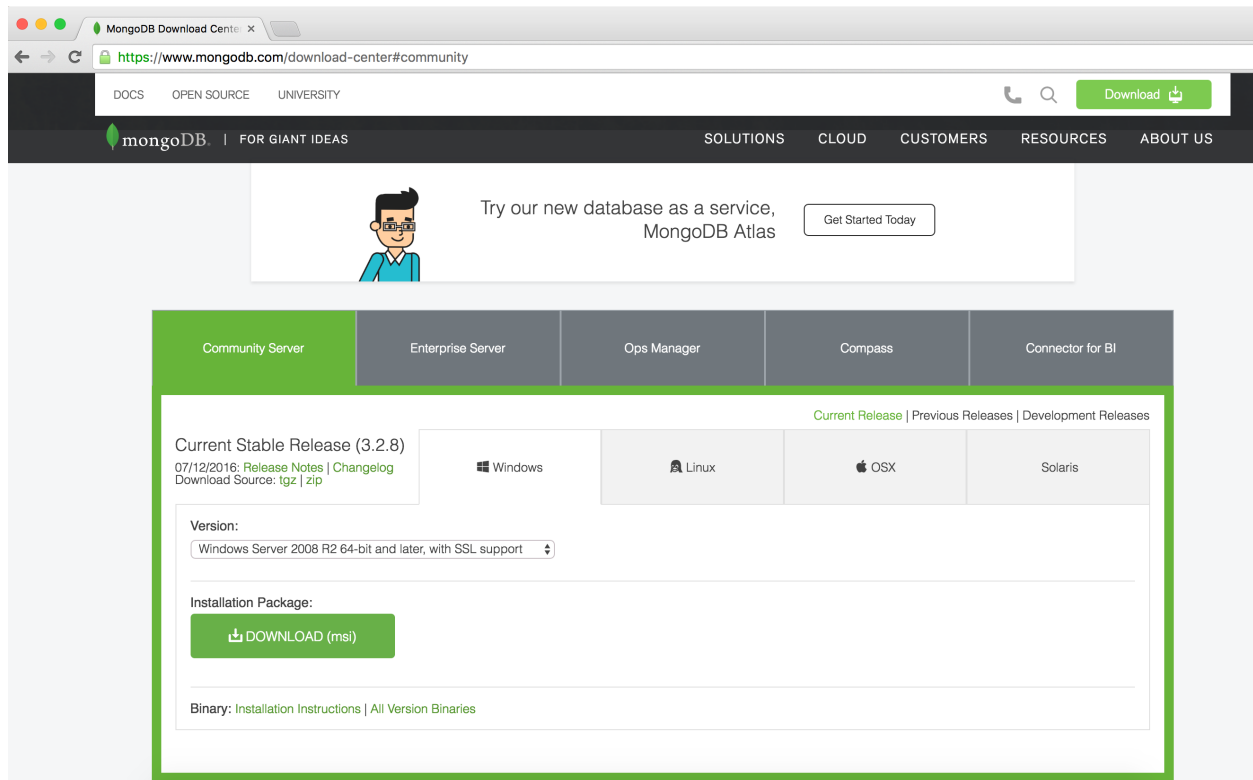 MongoDB Download Cente
https://www.mongodb.com/download-center#community
DOCS OPEN SOURCE UNIVERSITY Download
mongoDB. | FOR GIANT IDEAS SOLUTIONS CLOUD CUSTOMERS RESOURCES ABOUT US
Try our new database as a service,
MongoDB Atlas
Get Started Today
Community Server Enterprise Server Ops Manager Compass Connector for BI
Current Release | Previous Releases | Development Releases
Current Stable Release (3.2.8)
07/12/2016: Release Notes | Changelog
Download Source: tgz | zip
Windows Linux OSX Solaris
Version:
Windows Server 2008 R2 64-bit and later, with SSL support
Installation Package:
DOWNLOAD (msi)
Binary: Installation Instructions | All Version Binaries